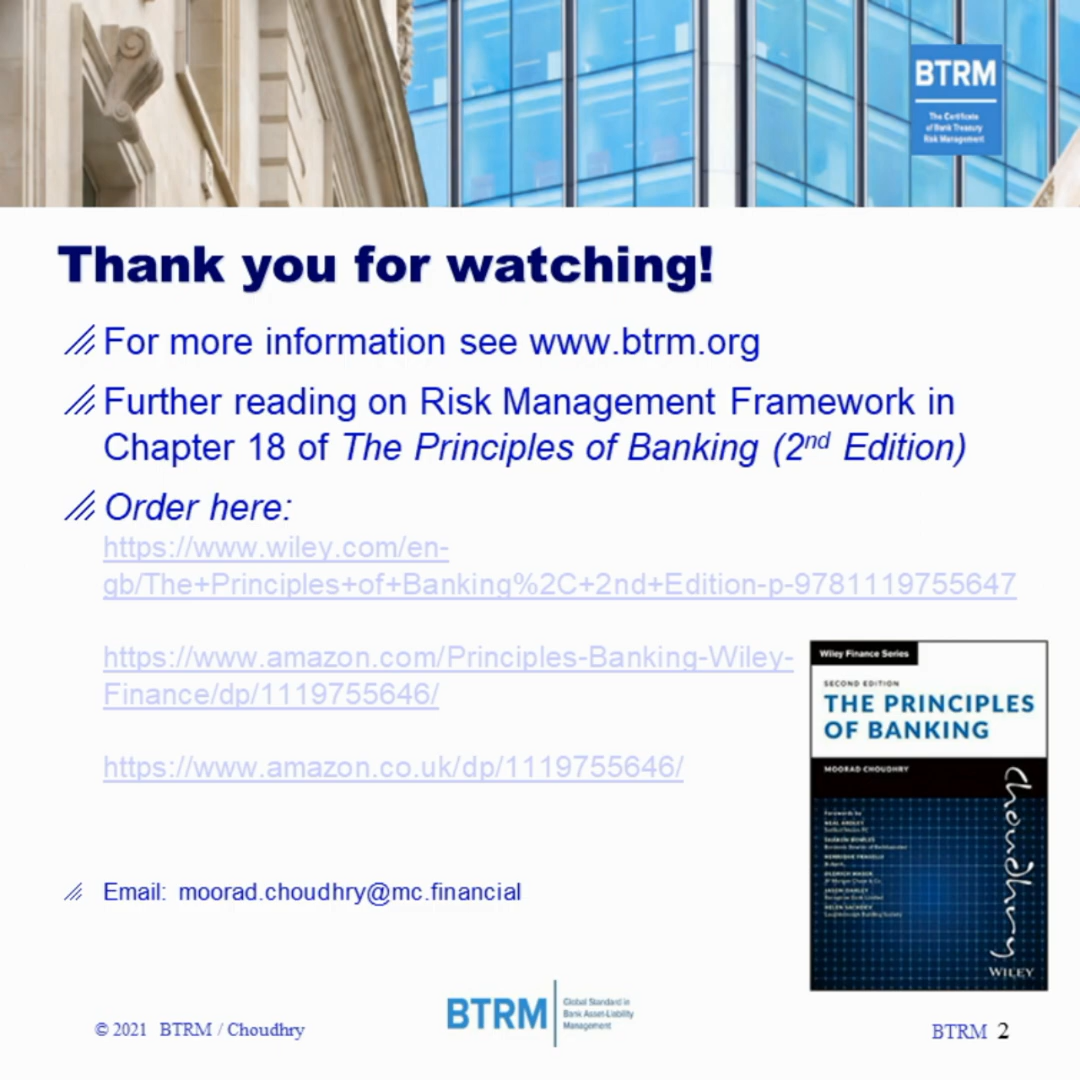 BTRM
The Certificate
of Bank Treasury
Risk Management
Thank you for watching!
For more information see www.btrm.org
Further reading on Risk Management Framework in
Chapter 18 of The Principles of Banking (2nd Edition)
Order here:
https://www.wiley.com/en-
gb/The+Principles+of+Banking%2C+2nd+Edition-p-9781119755647
https://www.amazon.com/Principles-Banking-Wiley-
Finance/dp/1119755646/
https://www.amazon.co.uk/dp/1119755646/
Wiley Finance Series
SECOND EDITION
THE PRINCIPLES
OF BANKING
MOORAD CHOUDHRY
Choudhry
Forewords by
WILEY
Email: moorad.choudhry@mc.financial
© 2021 BTRM / Choudhry
BTRM
Global Standard in
Bank Asset-Liability
Management
BTRM 2